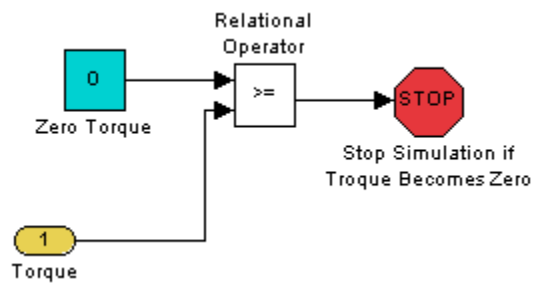 Relational
Operator
0
>=
STOP
Zero Torque
Stop Simulation if
Troque Becomes Zero
1
Torque